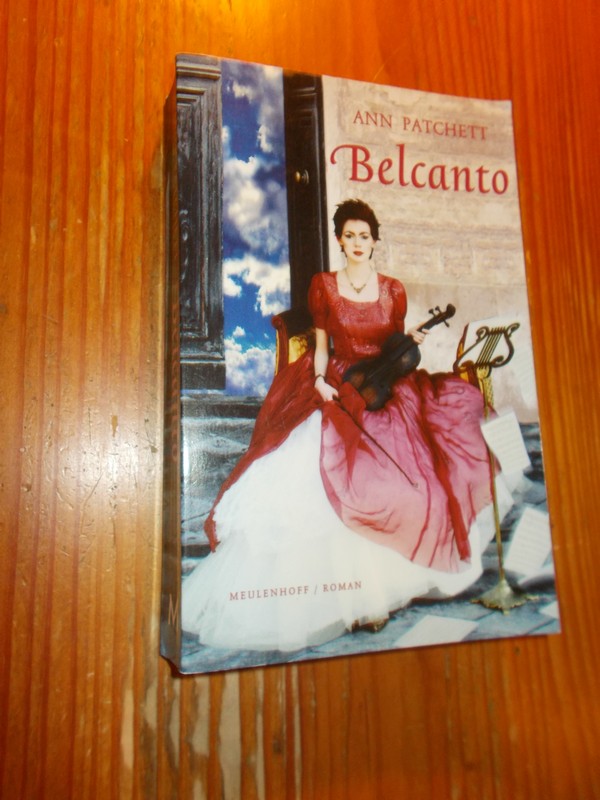 ANN PATCHETT
Belcanto
MEULENHOFF / ROMAN
M